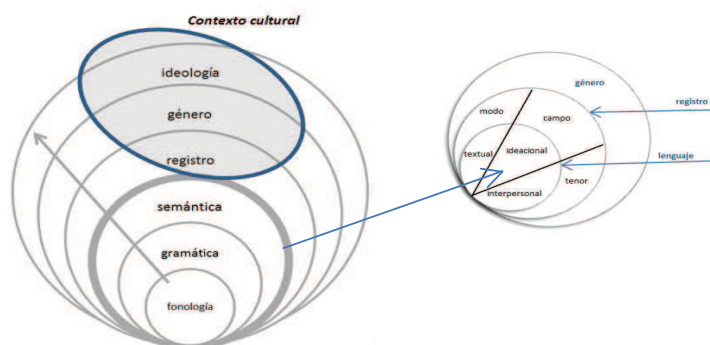 Contexto cultural
ideología
género
registro
semántica
gramática
fonología
género
registro
modo
campo
textual
ideacional
lenguaje
tenor
interpersonal